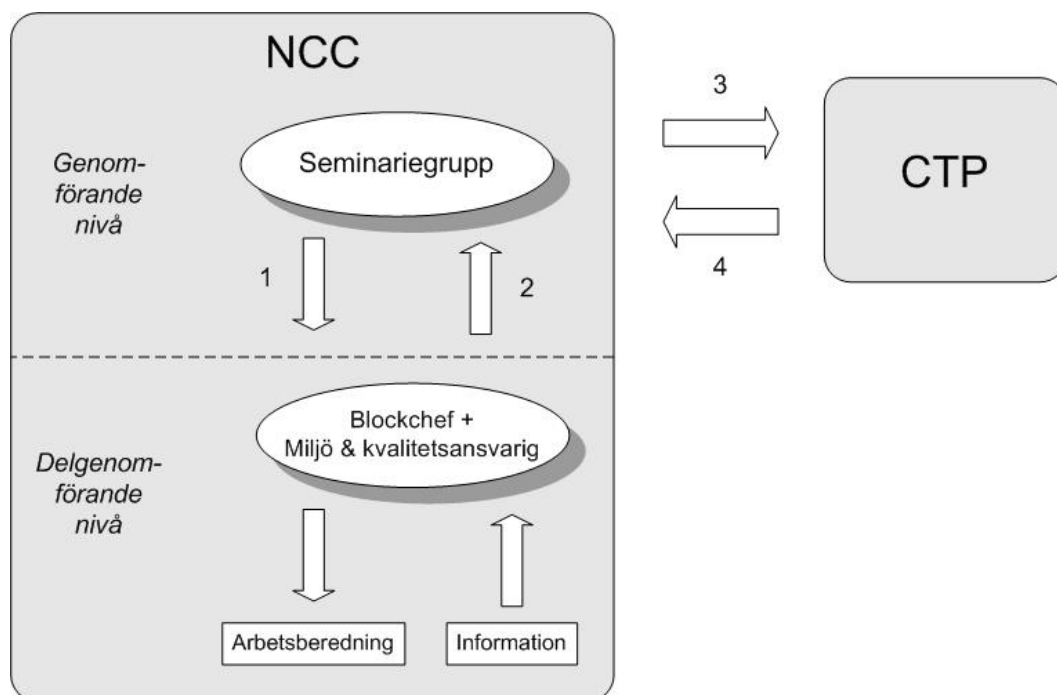 NCC
Genom-
förande
nivå
Seminariegrupp
1
2
3
4
CTP
Delgenom-
förande
nivå
Blockchef +
Miljö & kvalitetsansvarig
Arbetsberedning
Information